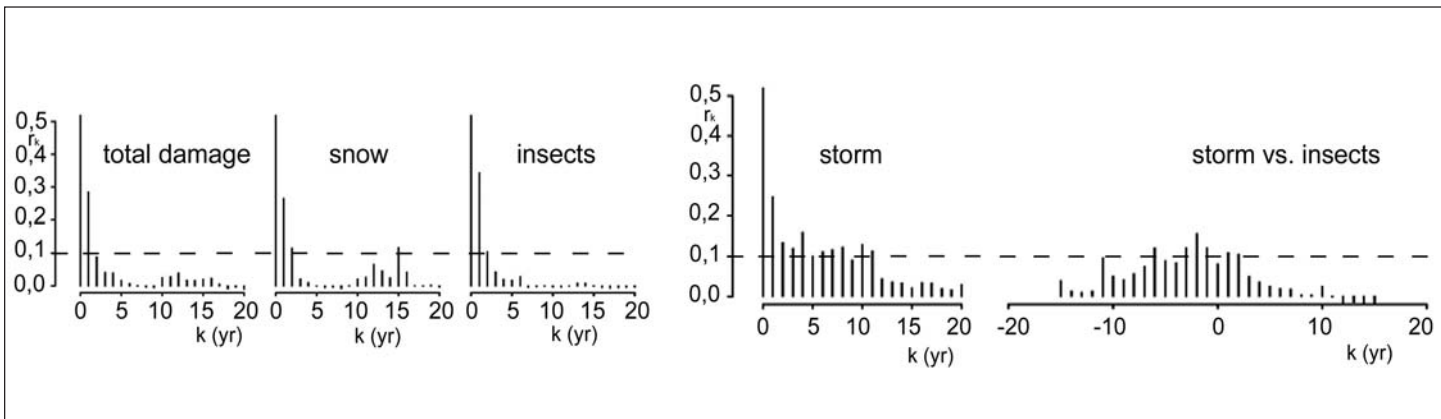 0,5
r_k
0,4
0,3
0,2
0,1
0,0
total damage
snow
insects
0 5 10 15 20
0 5 10 15 20
0 5 10 15 20
k (yr)
k (yr)
k (yr)
0,5
r_k
0,4
0,3
0,2
0,1
0,0
storm
storm vs. insects
0 5 10 15 20
-20 -10 0 10 20
k (yr)
k (yr)